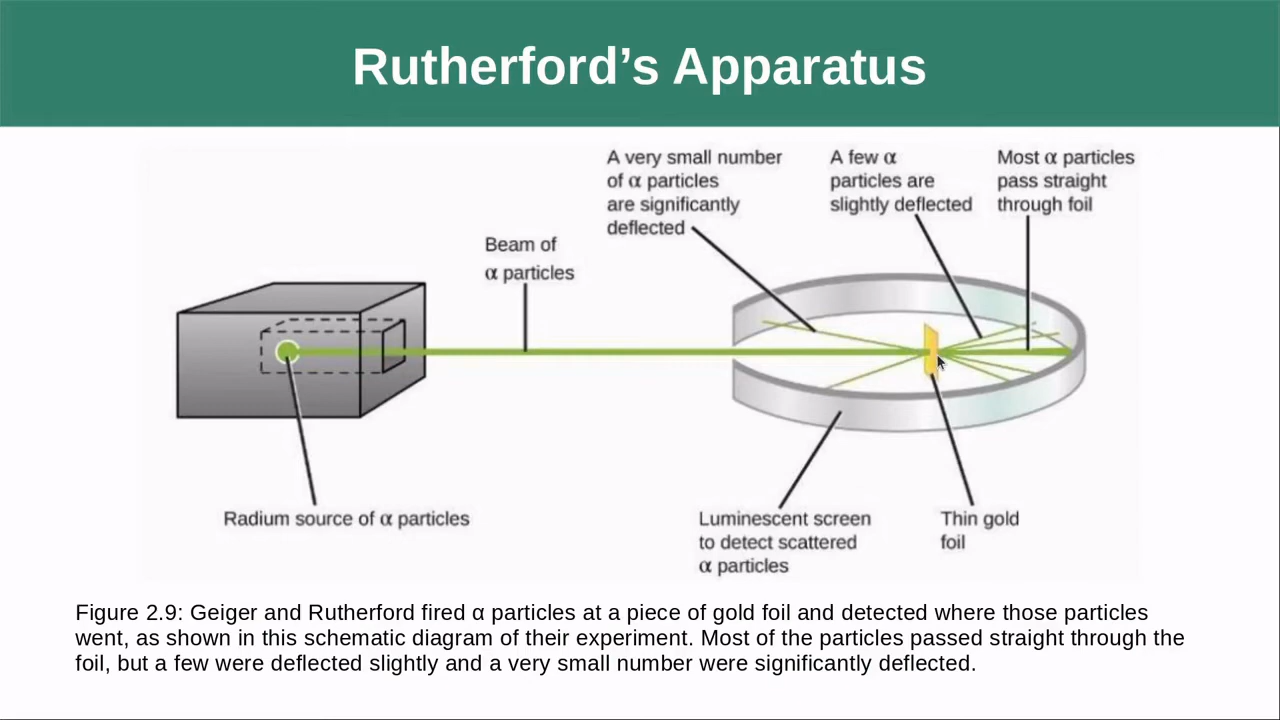 Rutherford’s Apparatus
A very small number
of α particles
are significantly
deflected
A few α
particles are
slightly deflected
Most α particles
pass straight
through foil
Beam of
α particles
Radium source of α particles
Luminescent screen
to detect scattered
α particles
Thin gold
foil
Figure 2.9: Geiger and Rutherford fired α particles at a piece of gold foil and detected where those particles
went, as shown in this schematic diagram of their experiment. Most of the particles passed straight through the
foil, but a few were deflected slightly and a very small number were significantly deflected.